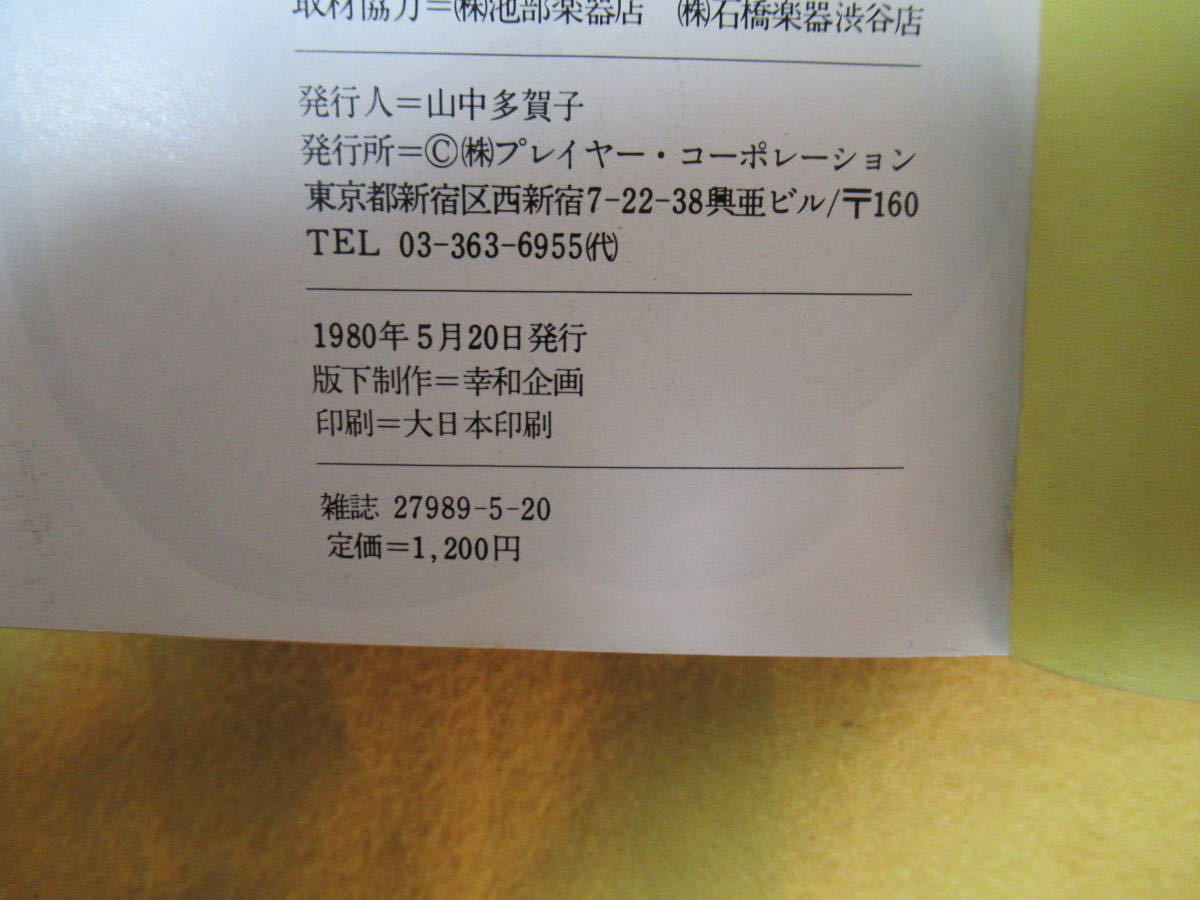 取材協力＝㈱池部楽器店　㈱石橋楽器渋谷店
発行人＝山中多賀子
発行所＝Ⓒ㈱プレイヤー・コーポレーション
東京都新宿区西新宿7-22-38興亜ビル/〒160
TEL 03-363-6955㈹
1980年5月20日発行
版下制作＝幸和企画
印刷＝大日本印刷
雑誌 27989-5-20
定価＝1,200円